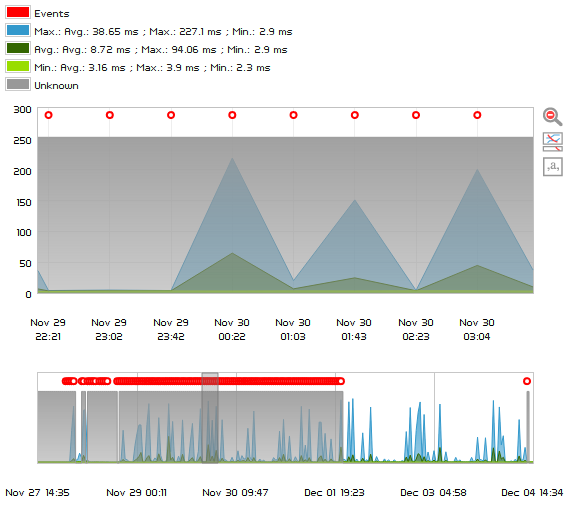 Events
Max.: Avg.: 38.65 ms ; Max.: 227.1 ms ; Min.: 2.9 ms
Avg.: Avg.: 8.72 ms ; Max.: 94.06 ms ; Min.: 2.9 ms
Min.: Avg.: 3.16 ms ; Max.: 3.9 ms ; Min.: 2.3 ms
Unknown
300
250
200
150
100
50
0
,a,
Nov 29 Nov 29 Nov 29 Nov 30 Nov 30 Nov 30 Nov 30 Nov 30
22:21 23:02 23:42 00:22 01:03 01:43 02:23 03:04
Nov 27 14:35 Nov 29 00:11 Nov 30 09:47 Dec 01 19:23 Dec 03 04:58 Dec 04 14:34